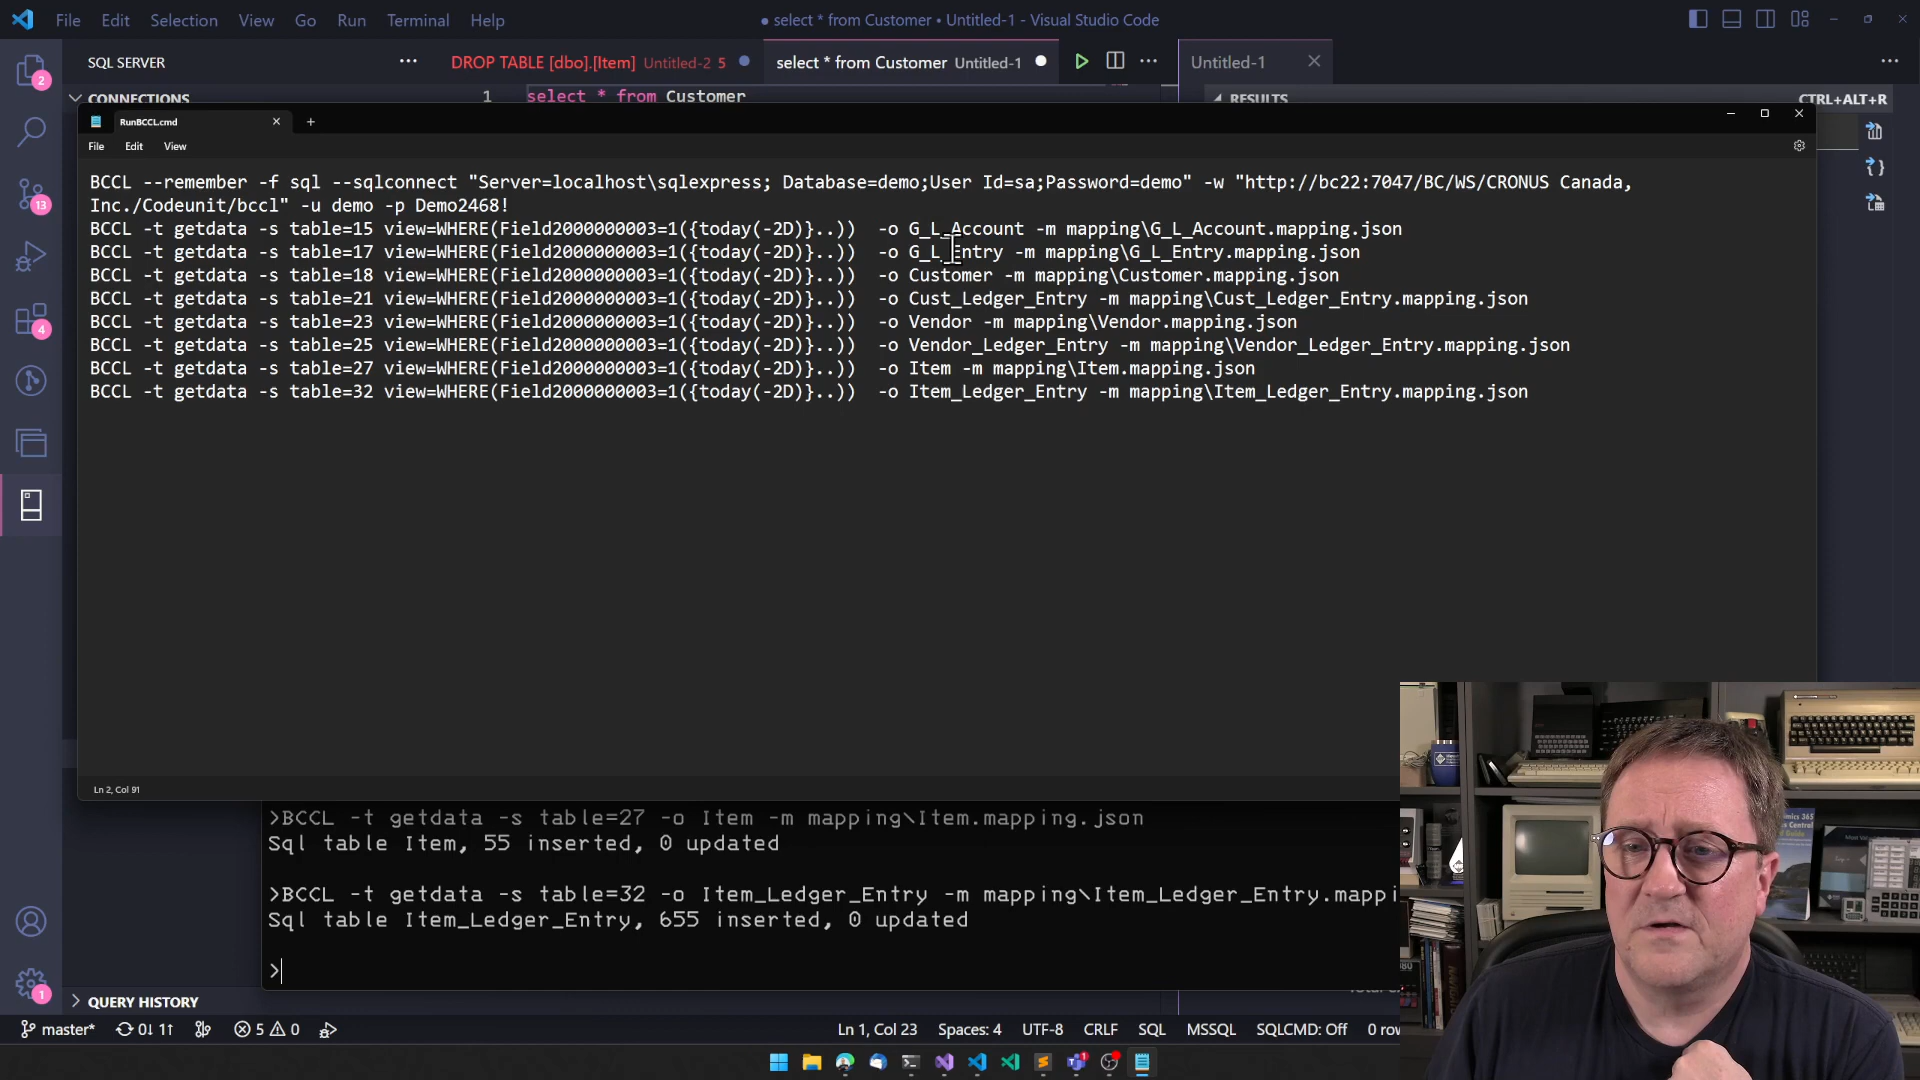 File Edit Selection View Go Run Terminal Help
● select * from Customer • Untitled-1 - Visual Studio Code
SQL SERVER
DROP TABLE [dbo].[Item] Untitled-2 5
select * from Customer Untitled-1
Untitled-1
CONNECTIONS
1 select * from Customer
RESULTS CTRL+ALT+R
RunBCCL.cmd
File Edit View
BCCL --remember -f sql --sqlconnect "Server=localhost\sqlexpress; Database=demo;User Id=sa;Password=demo" -w "http://bc22:7047/BC/WS/CRONUS Canada,
Inc./Codeunit/bccl" -u demo -p Demo2468!
BCCL -t getdata -s table=15 view=WHERE(Field2000000003=1({today(-2D)}..)) -o G_L_Account -m mapping\G_L_Account.mapping.json
BCCL -t getdata -s table=17 view=WHERE(Field2000000003=1({today(-2D)}..)) -o G_L_Entry -m mapping\G_L_Entry.mapping.json
BCCL -t getdata -s table=18 view=WHERE(Field2000000003=1({today(-2D)}..)) -o Customer -m mapping\Customer.mapping.json
BCCL -t getdata -s table=21 view=WHERE(Field2000000003=1({today(-2D)}..)) -o Cust_Ledger_Entry -m mapping\Cust_Ledger_Entry.mapping.json
BCCL -t getdata -s table=23 view=WHERE(Field2000000003=1({today(-2D)}..)) -o Vendor -m mapping\Vendor.mapping.json
BCCL -t getdata -s table=25 view=WHERE(Field2000000003=1({today(-2D)}..)) -o Vendor_Ledger_Entry -m mapping\Vendor_Ledger_Entry.mapping.json
BCCL -t getdata -s table=27 view=WHERE(Field2000000003=1({today(-2D)}..)) -o Item -m mapping\Item.mapping.json
BCCL -t getdata -s table=32 view=WHERE(Field2000000003=1({today(-2D)}..)) -o Item_Ledger_Entry -m mapping\Item_Ledger_Entry.mapping.json
Ln 2, Col 91
>BCCL -t getdata -s table=27 -o Item -m mapping\Item.mapping.json
Sql table Item, 55 inserted, 0 updated
>BCCL -t getdata -s table=32 -o Item_Ledger_Entry -m mapping\Item_Ledger_Entry.mappi
Sql table Item_Ledger_Entry, 655 inserted, 0 updated
>
2
13
4
1
QUERY HISTORY
master* 0↓ 1↑ 5 0
Ln 1, Col 23 Spaces: 4 UTF-8 CRLF SQL MSSQL SQLCMD: Off 0 row